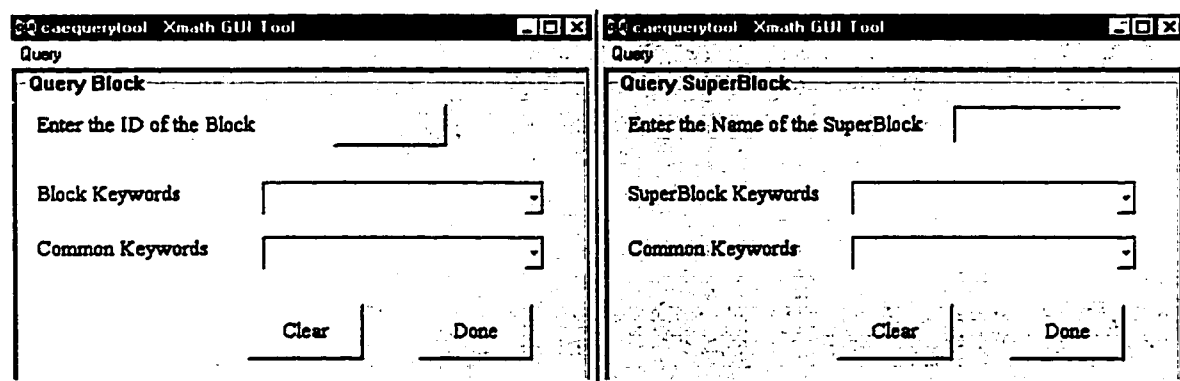 caequerytool Xmath GUI Tool
Query
Query Block
Enter the ID of the Block
Block Keywords
Common Keywords
Clear Done
caequerytool Xmath GUI Tool
Query
Query SuperBlock
Enter the Name of the SuperBlock
SuperBlock Keywords
Common Keywords
Clear Done